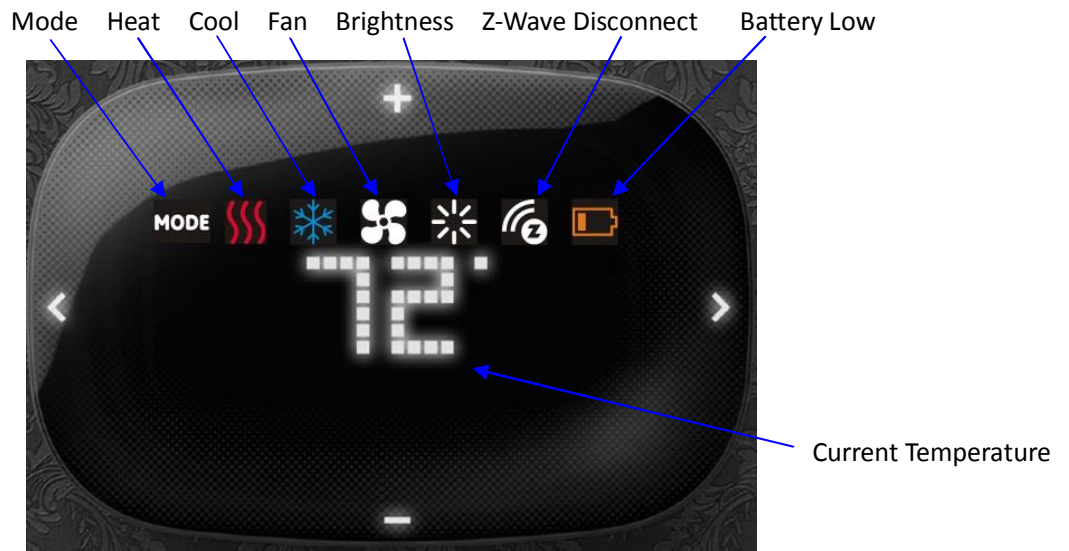 Mode Heat Cool Fan Brightness Z-Wave Disconnect Battery Low
+
MODE Z
72°
< >
Current Temperature
−